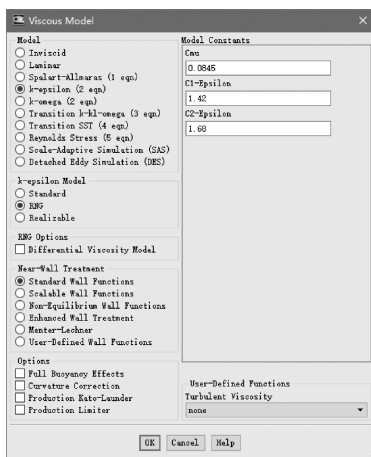 Viscous Model
Model
Inviscid
Laminar
Spalart-Allmaras (1 eqn)
k-epsilon (2 eqn)
k-omega (2 eqn)
Transition k-kl-omega (3 eqn)
Transition SST (4 eqn)
Reynolds Stress (5 eqn)
Scale-Adaptive Simulation (SAS)
Detached Eddy Simulation (DES)
k-epsilon Model
Standard
RNG
Realizable
RNG Options
Differential Viscosity Model
Near-Wall Treatment
Standard Wall Functions
Scalable Wall Functions
Non-Equilibrium Wall Functions
Enhanced Wall Treatment
Menter-Lechner
User-Defined Wall Functions
Options
Full Buoyancy Effects
Curvature Correction
Production Kato-Launder
Production Limiter
Model Constants
Cmu
0.0845
C1-Epsilon
1.42
C2-Epsilon
1.68
User-Defined Functions
Turbulent Viscosity
none
OK Cancel Help